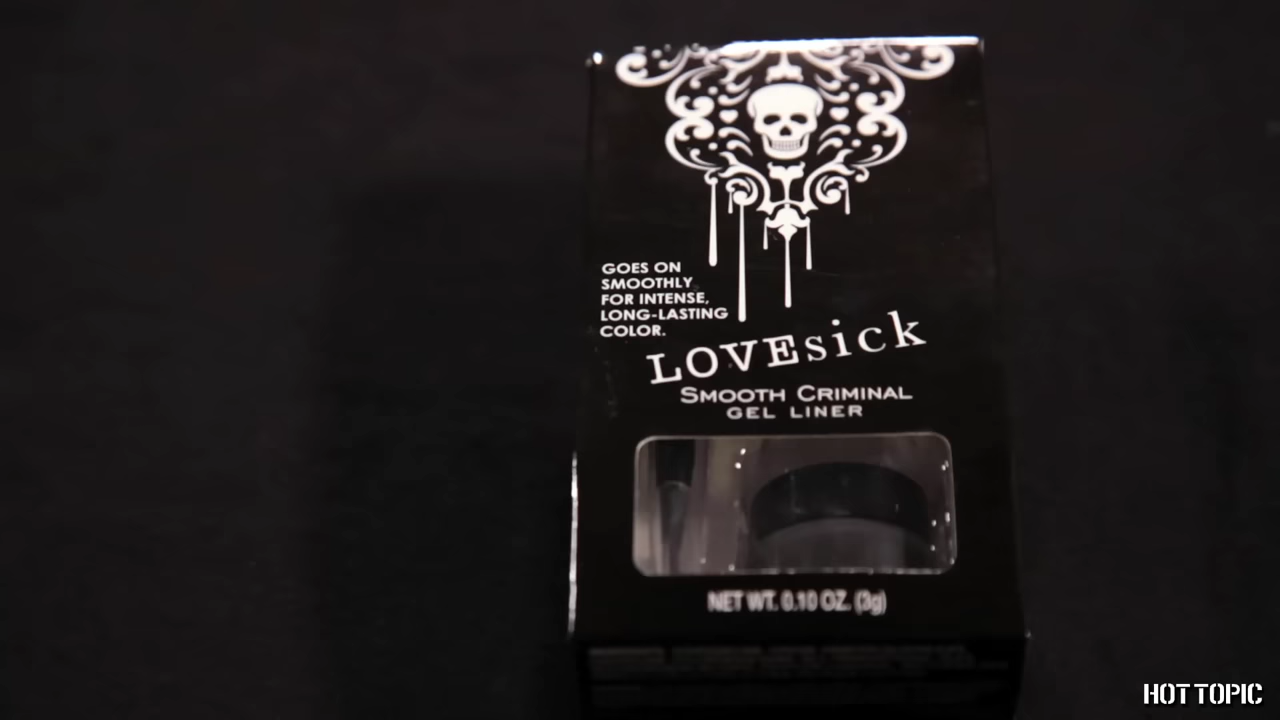 GOES ON
SMOOTHLY
FOR INTENSE,
LONG-LASTING
COLOR.
LOVEsick
SMOOTH CRIMINAL
GEL LINER
NET WT. 0.10 OZ. (3g)
HOT TOPIC